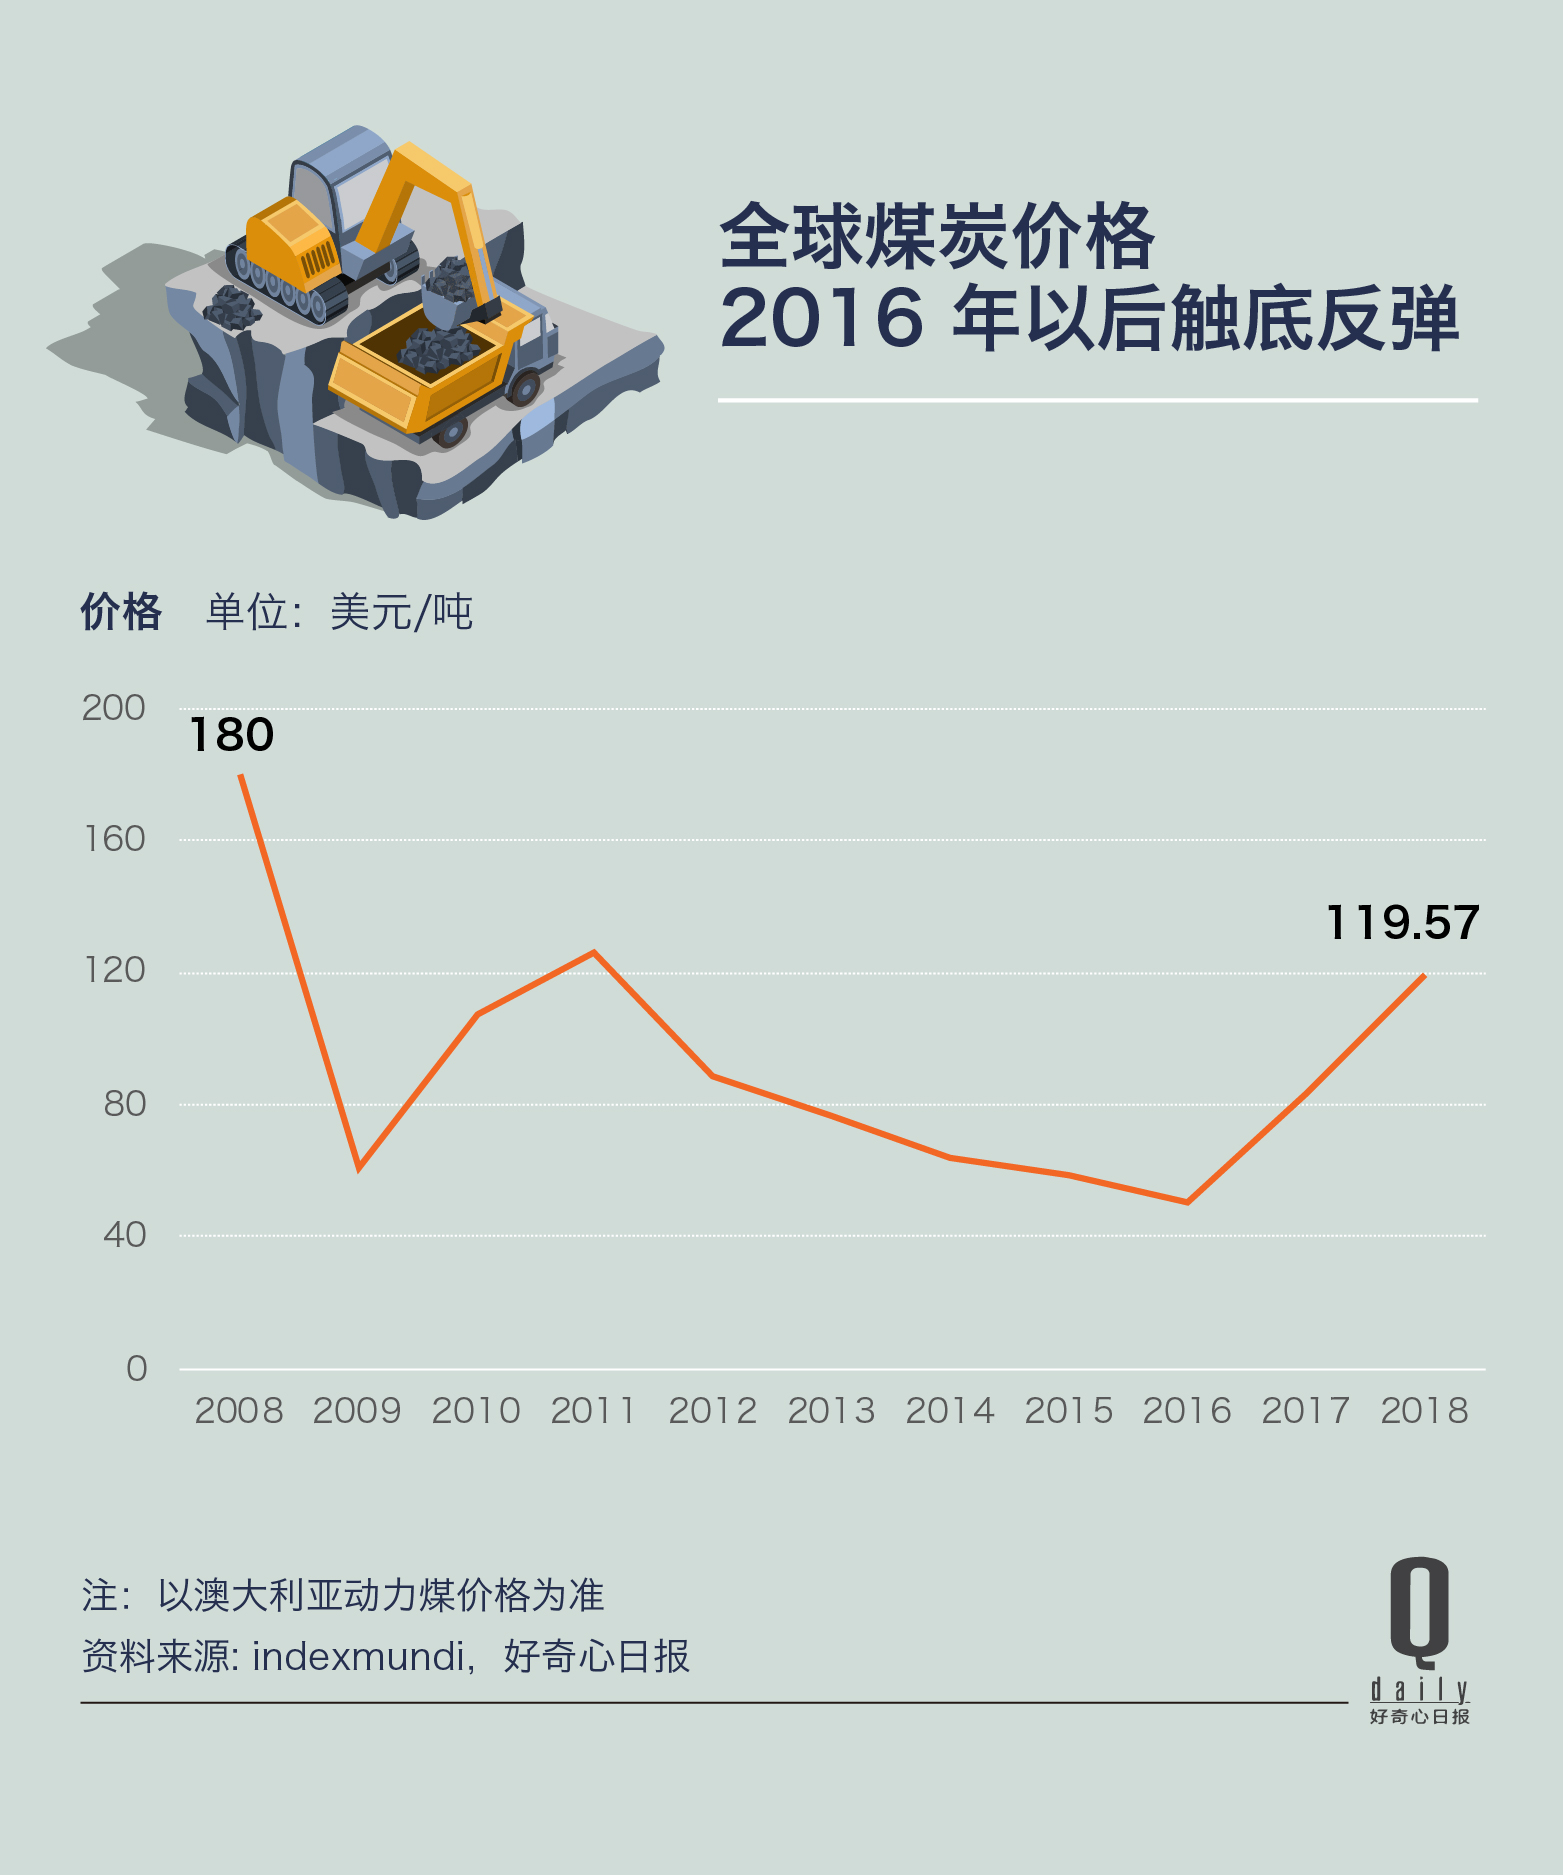 全球煤炭价格
2016 年以后触底反弹
价格 单位：美元/吨
200
180
160
119.57
120
80
40
0
2008 2009 2010 2011 2012 2013 2014 2015 2016 2017 2018
注：以澳大利亚动力煤价格为准
资料来源: indexmundi，好奇心日报
Q
daily
好奇心日报